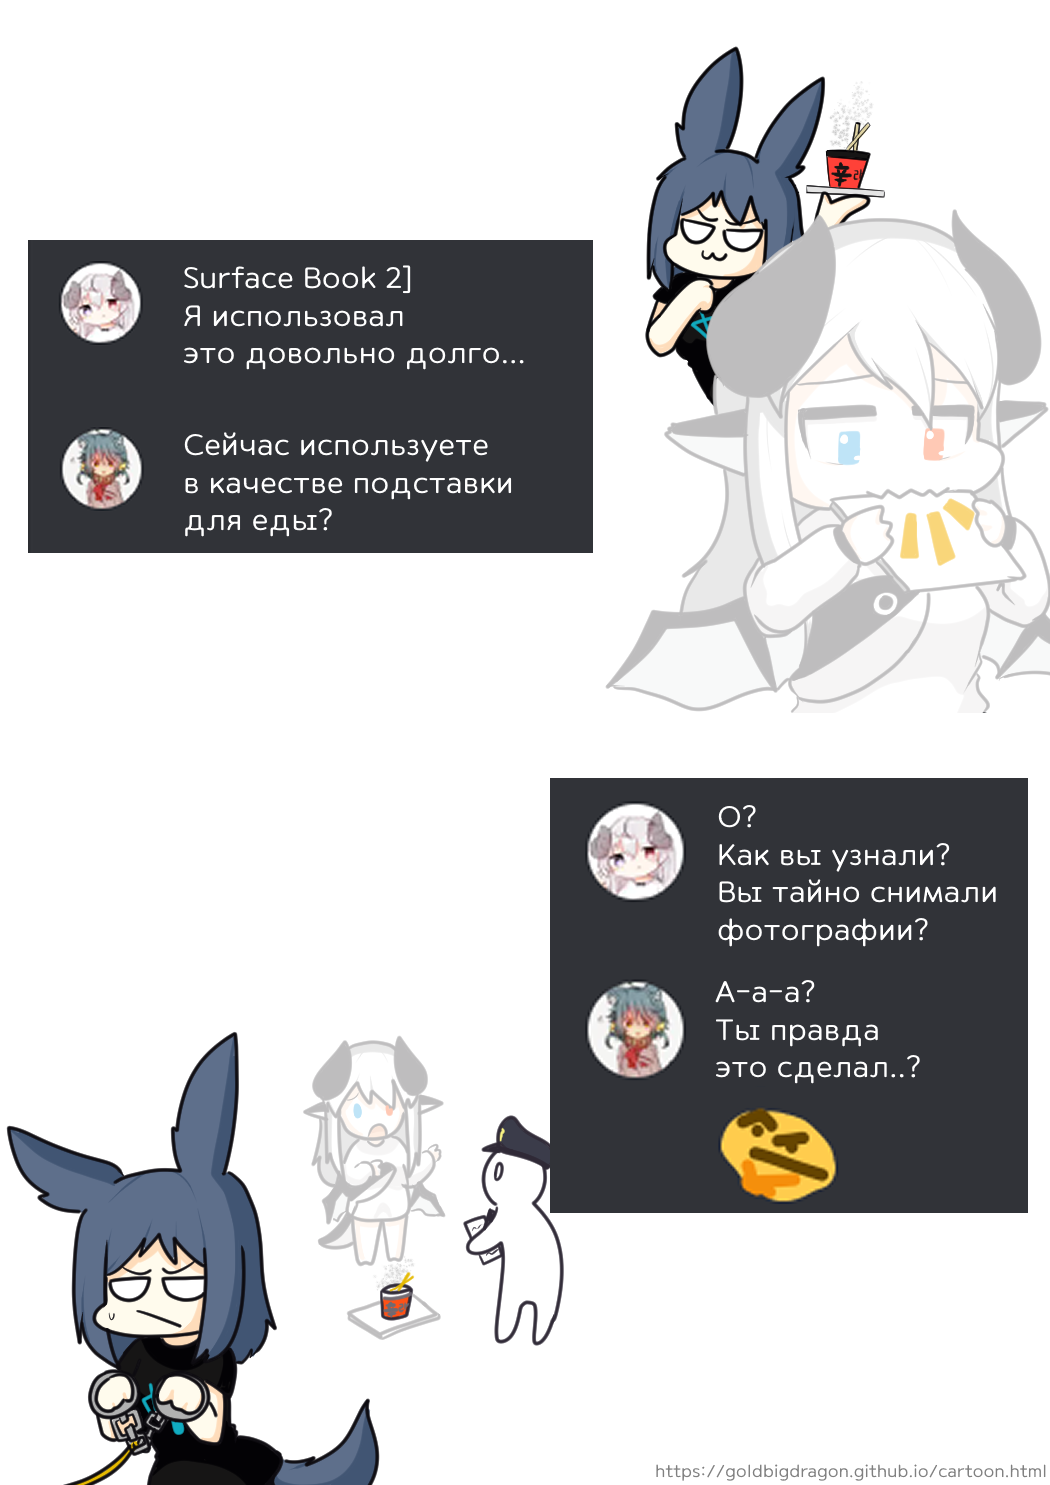 辛라
Surface Book 2]
Я использовал
это довольно долго...
Сейчас используете
в качестве подставки
для еды?
О?
Как вы узнали?
Вы тайно снимали
фотографии?
А-а-а?
Ты правда
это сделал..?
https://goldbigdragon.github.io/cartoon.html